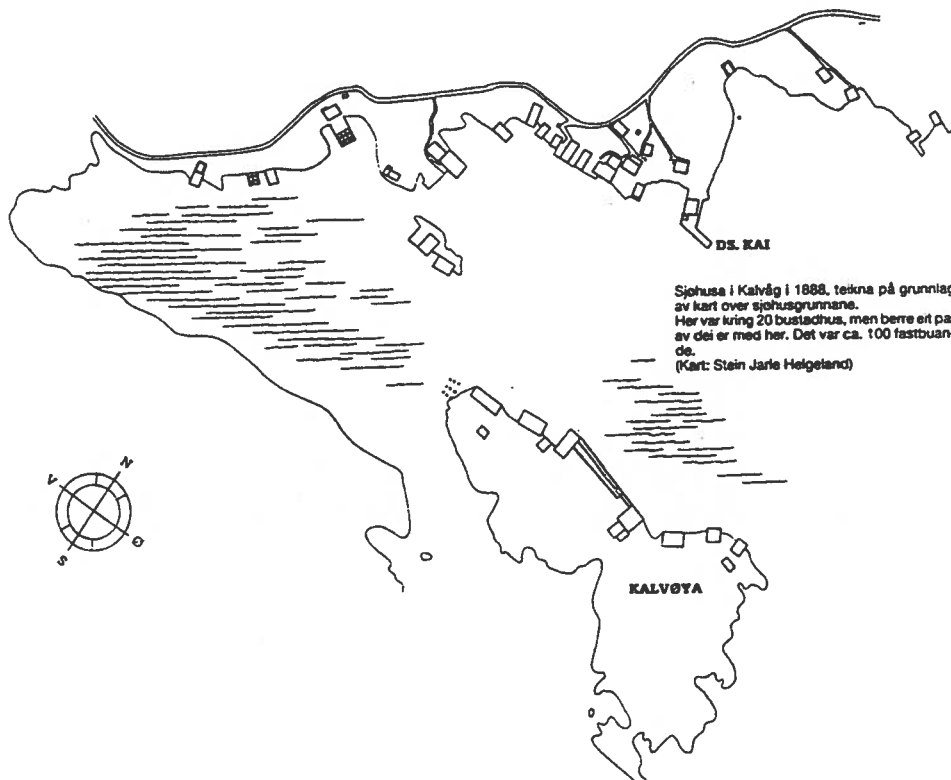 DS. KAI
Sjøhusa i Kalvåg i 1888, teikna på grunnlag
av kart over sjøhusgrunnane.
Her var kring 20 bustadhus, men berre eit pa
av dei er med her. Det var ca. 100 fastbuan-
de.
(Kart: Stein Jarle Helgeland)
N
V
Ø
S
KALVØYA